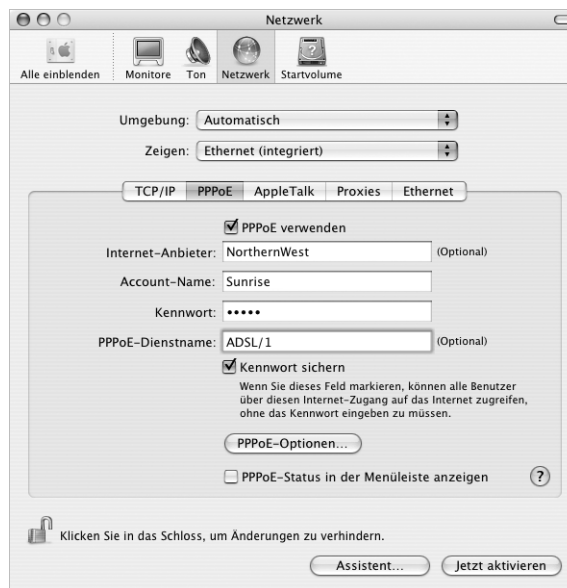 Netzwerk
Alle einblenden Monitore Ton Netzwerk Startvolume
Umgebung: Automatisch
Zeigen: Ethernet (integriert)
TCP/IP PPPoE AppleTalk Proxies Ethernet
PPPoE verwenden
Internet-Anbieter: NorthernWest (Optional)
Account-Name: Sunrise
Kennwort: •••••
PPPoE-Dienstname: ADSL/1 (Optional)
Kennwort sichern
Wenn Sie dieses Feld markieren, können alle Benutzer
über diesen Internet-Zugang auf das Internet zugreifen,
ohne das Kennwort eingeben zu müssen.
PPPoE-Optionen...
PPPoE-Status in der Menüleiste anzeigen ?
Klicken Sie in das Schloss, um Änderungen zu verhindern.
Assistent... Jetzt aktivieren